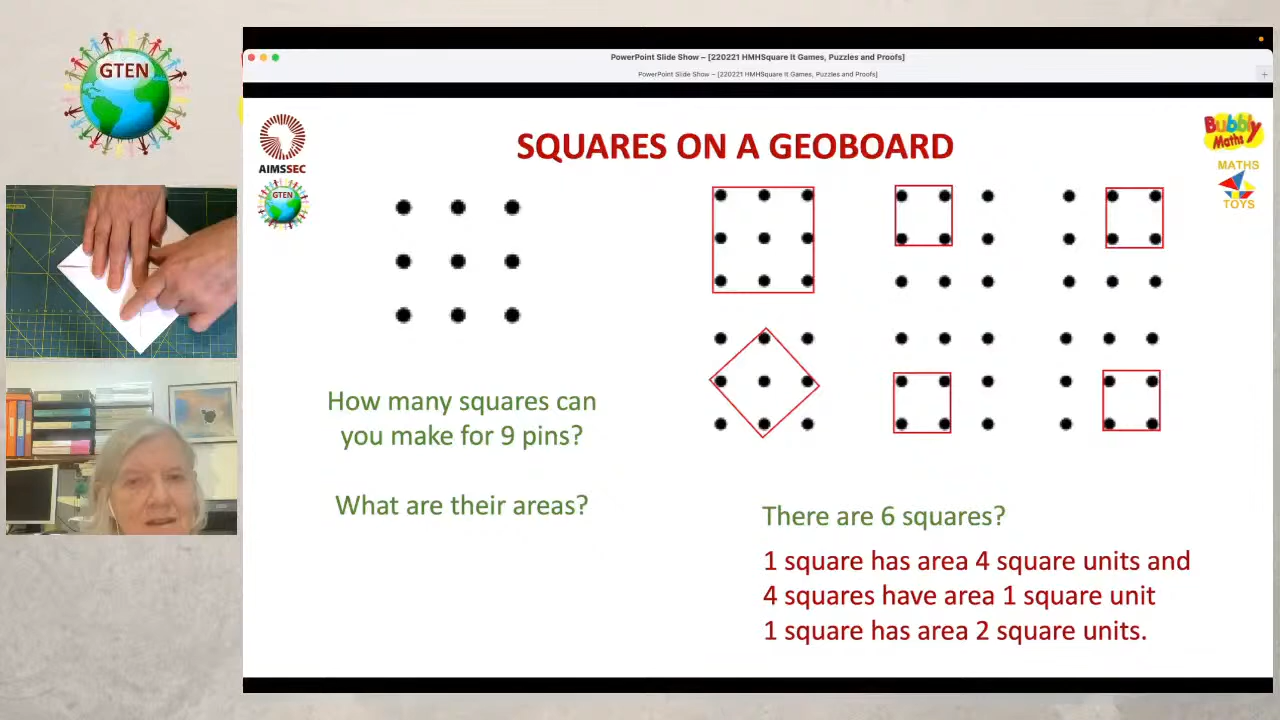 GTEN
PowerPoint Slide Show – [220221 HMHSquare It Games, Puzzles and Proofs]
PowerPoint Slide Show – [220221 HMHSquare It Games, Puzzles and Proofs]
AIMSSEC
GTEN
SQUARES ON A GEOBOARD
Bubbly
Maths
MATHS
TOYS
How many squares can
you make for 9 pins?
What are their areas?
There are 6 squares?
1 square has area 4 square units and
4 squares have area 1 square unit
1 square has area 2 square units.